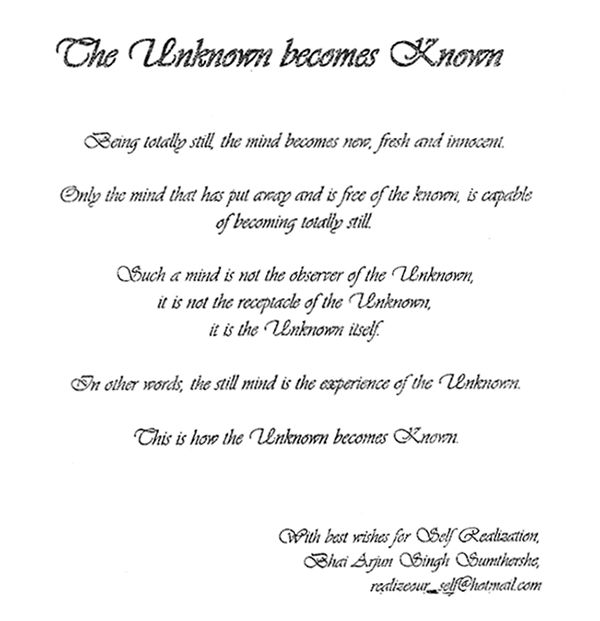 The Unknown becomes Known
Being totally still, the mind becomes new, fresh and innocent.
Only the mind that has put away and is free of the known, is capable
of becoming totally still.
Such a mind is not the observer of the Unknown,
it is not the receptacle of the Unknown,
it is the Unknown itself.
In other words, the still mind is the experience of the Unknown.
This is how the Unknown becomes Known.
With best wishes for Self Realization,
Bhai Arjun Singh Sumthershe,
realizeour_self@hotmail.com